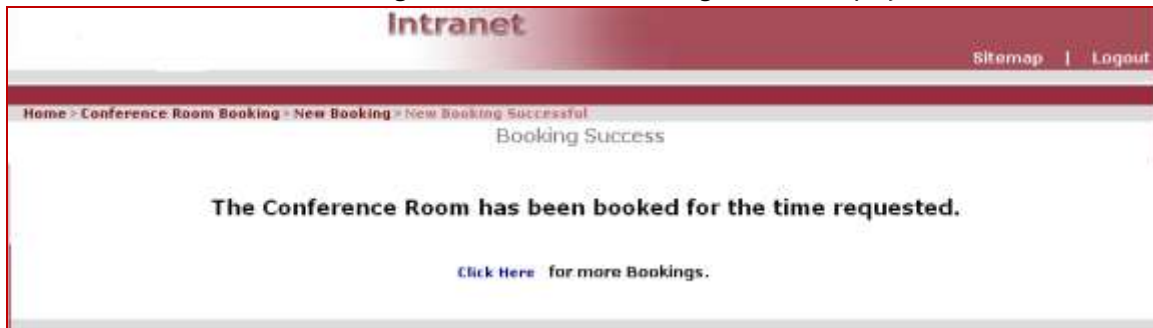 Intranet
Sitemap | Logout
Home > Conference Room Booking > New Booking > New Booking Successful
Booking Success
The Conference Room has been booked for the time requested.
Click Here for more Bookings.